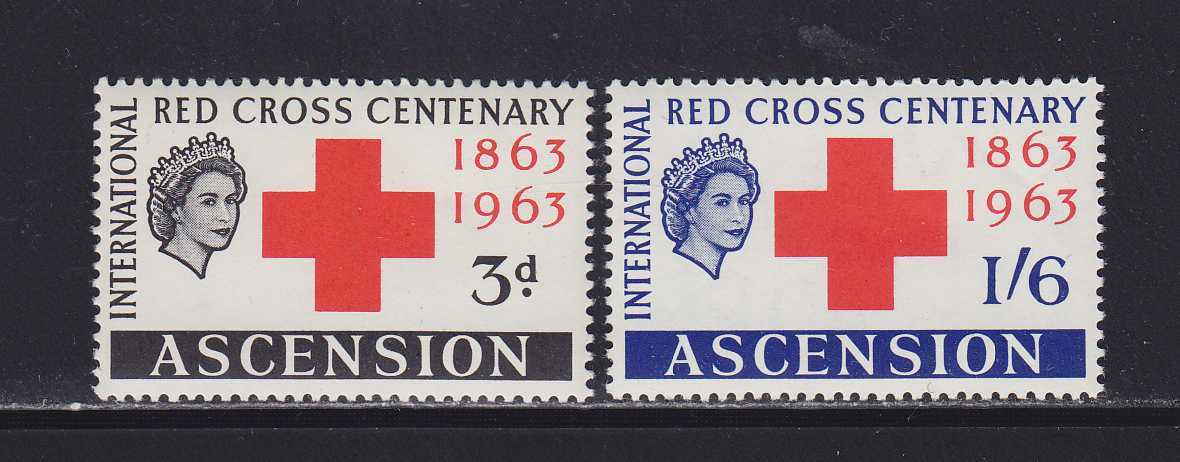 INTERNATIONAL
RED CROSS CENTENARY
1863
1963
3d.
ASCENSION
INTERNATIONAL
RED CROSS CENTENARY
1863
1963
1/6
ASCENSION